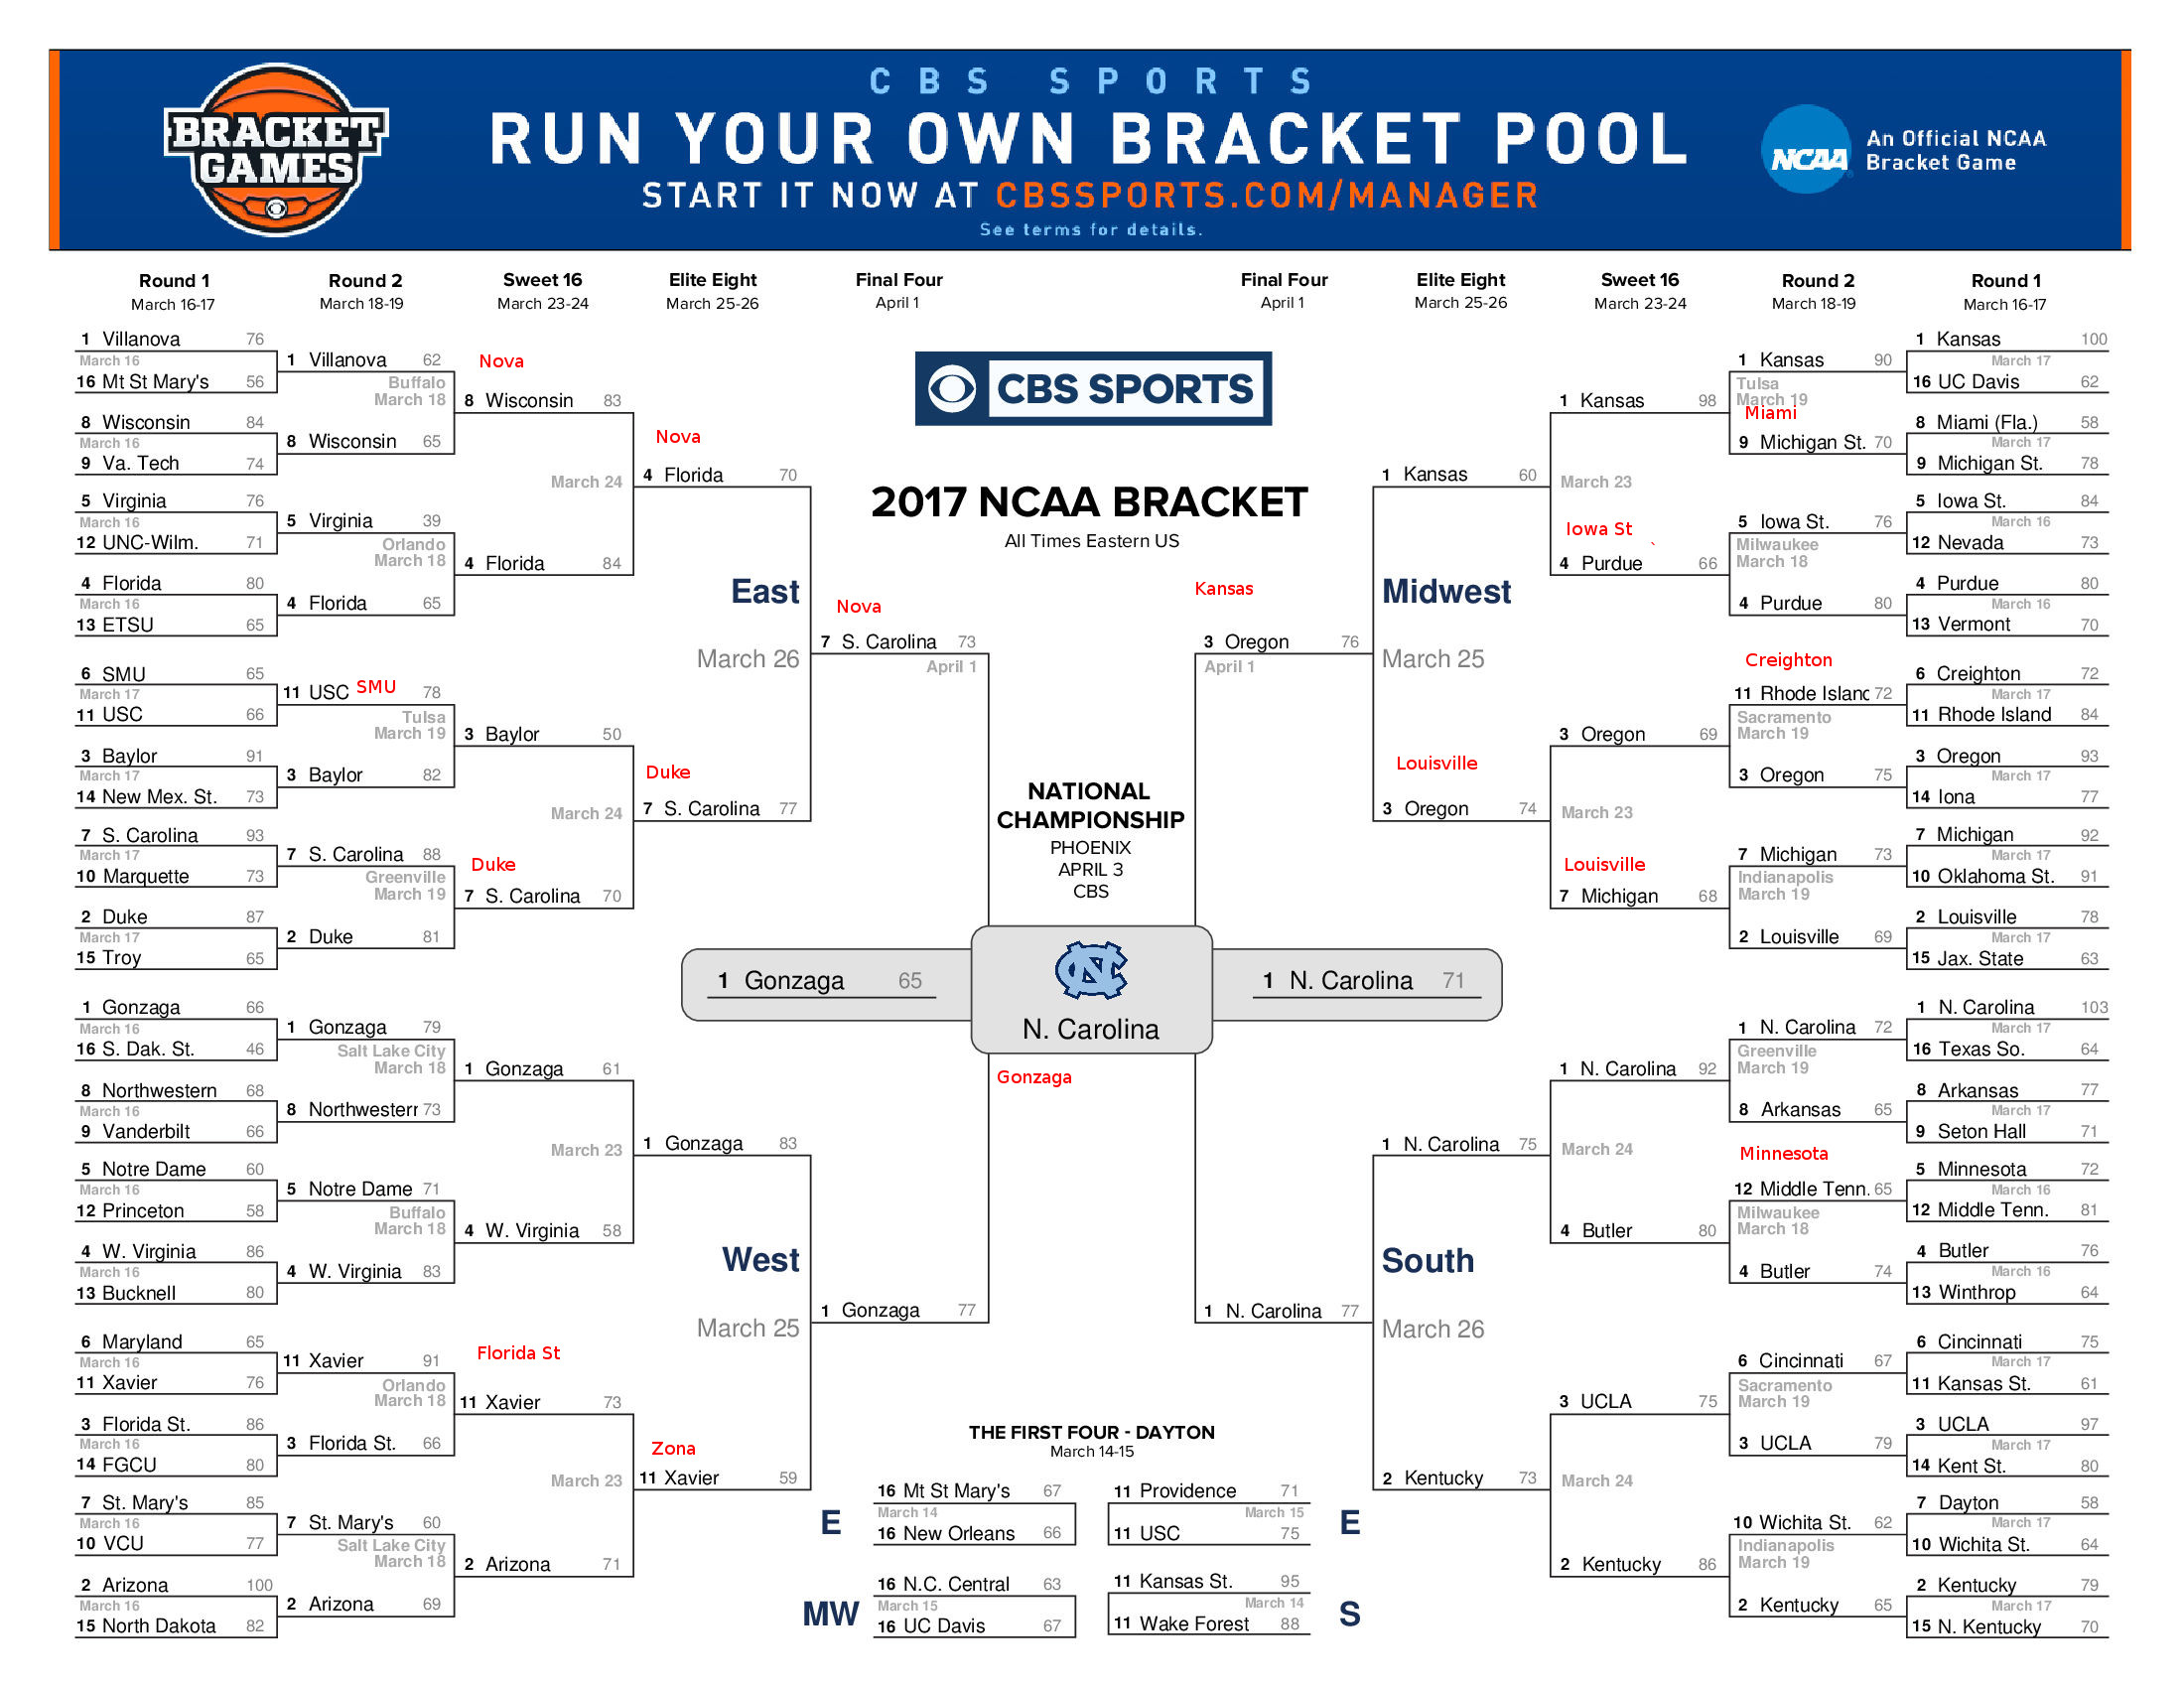 CBS SPORTS
BRACKET GAMES
RUN YOUR OWN BRACKET POOL
START IT NOW AT CBSSPORTS.COM/MANAGER
See terms for details.
NCAA
An Official NCAA
Bracket Game
Round 1
March 16-17
Round 2
March 18-19
Sweet 16
March 23-24
Elite Eight
March 25-26
Final Four
April 1
Final Four
April 1
Elite Eight
March 25-26
Sweet 16
March 23-24
Round 2
March 18-19
Round 1
March 16-17
1 Villanova 76
March 16
16 Mt St Mary's 56
8 Wisconsin 84
March 16
9 Va. Tech 74
5 Virginia 76
March 16
12 UNC-Wilm. 71
4 Florida 80
March 16
13 ETSU 65
6 SMU 65
March 17
11 USC 66
3 Baylor 91
March 17
14 New Mex. St. 73
7 S. Carolina 93
March 17
10 Marquette 73
2 Duke 87
March 17
15 Troy 65
1 Gonzaga 66
March 16
16 S. Dak. St. 46
8 Northwestern 68
March 16
9 Vanderbilt 66
5 Notre Dame 60
March 16
12 Princeton 58
4 W. Virginia 86
March 16
13 Bucknell 80
6 Maryland 65
March 16
11 Xavier 76
3 Florida St. 86
March 16
14 FGCU 80
7 St. Mary's 85
March 16
10 VCU 77
2 Arizona 100
March 16
15 North Dakota 82
1 Villanova 62
Buffalo
March 18
8 Wisconsin 65
5 Virginia 39
Orlando
March 18
4 Florida 65
11 USC SMU 78
Tulsa
March 19
3 Baylor 82
7 S. Carolina 88
Greenville
March 19
2 Duke 81
1 Gonzaga 79
Salt Lake City
March 18
8 Northwestern 73
5 Notre Dame 71
Buffalo
March 18
4 W. Virginia 83
11 Xavier 91
Orlando
March 18
3 Florida St. 66
7 St. Mary's 60
Salt Lake City
March 18
2 Arizona 69
Nova
8 Wisconsin 83
March 24
4 Florida 84
3 Baylor 50
March 24
Duke
7 S. Carolina 70
1 Gonzaga 61
March 23
4 W. Virginia 58
Florida St
11 Xavier 73
March 23
2 Arizona 71
Nova
4 Florida 70
East
March 26
Duke
7 S. Carolina 77
1 Gonzaga 83
West
March 25
Zona
11 Xavier 59
Nova
7 S. Carolina 73
April 1
1 Gonzaga 77
CBS SPORTS
2017 NCAA BRACKET
All Times Eastern US
NATIONAL
CHAMPIONSHIP
PHOENIX
APRIL 3
CBS
1 Gonzaga 65
NC
N. Carolina
1 N. Carolina 71
Gonzaga
THE FIRST FOUR - DAYTON
March 14-15
E
16 Mt St Mary's 67
March 14
16 New Orleans 66
11 Providence 71
March 15
11 USC 75
E
MW
16 N.C. Central 63
March 15
16 UC Davis 67
11 Kansas St. 95
March 14
11 Wake Forest 88
S
Kansas
3 Oregon 76
April 1
1 N. Carolina 77
1 Kansas 60
Midwest
March 25
Louisville
3 Oregon 74
1 N. Carolina 75
South
March 26
2 Kentucky 73
1 Kansas 98
March 23
Iowa St `
4 Purdue 66
3 Oregon 69
March 23
Louisville
7 Michigan 68
1 N. Carolina 92
March 24
4 Butler 80
3 UCLA 75
March 24
2 Kentucky 86
1 Kansas 90
Tulsa
March 19
Miami
9 Michigan St. 70
5 Iowa St. 76
Milwaukee
March 18
4 Purdue 80
Creighton
11 Rhode Island 72
Sacramento
March 19
3 Oregon 75
7 Michigan 73
Indianapolis
March 19
2 Louisville 69
1 N. Carolina 72
Greenville
March 19
8 Arkansas 65
Minnesota
12 Middle Tenn. 65
Milwaukee
March 18
4 Butler 74
6 Cincinnati 67
Sacramento
March 19
3 UCLA 79
10 Wichita St. 62
Indianapolis
March 19
2 Kentucky 65
1 Kansas 100
March 17
16 UC Davis 62
8 Miami (Fla.) 58
March 17
9 Michigan St. 78
5 Iowa St. 84
March 16
12 Nevada 73
4 Purdue 80
March 16
13 Vermont 70
6 Creighton 72
March 17
11 Rhode Island 84
3 Oregon 93
March 17
14 Iona 77
7 Michigan 92
March 17
10 Oklahoma St. 91
2 Louisville 78
March 17
15 Jax. State 63
1 N. Carolina 103
March 17
16 Texas So. 64
8 Arkansas 77
March 17
9 Seton Hall 71
5 Minnesota 72
March 16
12 Middle Tenn. 81
4 Butler 76
March 16
13 Winthrop 64
6 Cincinnati 75
March 17
11 Kansas St. 61
3 UCLA 97
March 17
14 Kent St. 80
7 Dayton 58
March 17
10 Wichita St. 64
2 Kentucky 79
March 17
15 N. Kentucky 70